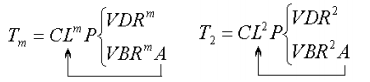 T_m = CL^m P { VDR^m
VBR^m A
T_2 = CL^2 P { VDR^2
VBR^2 A